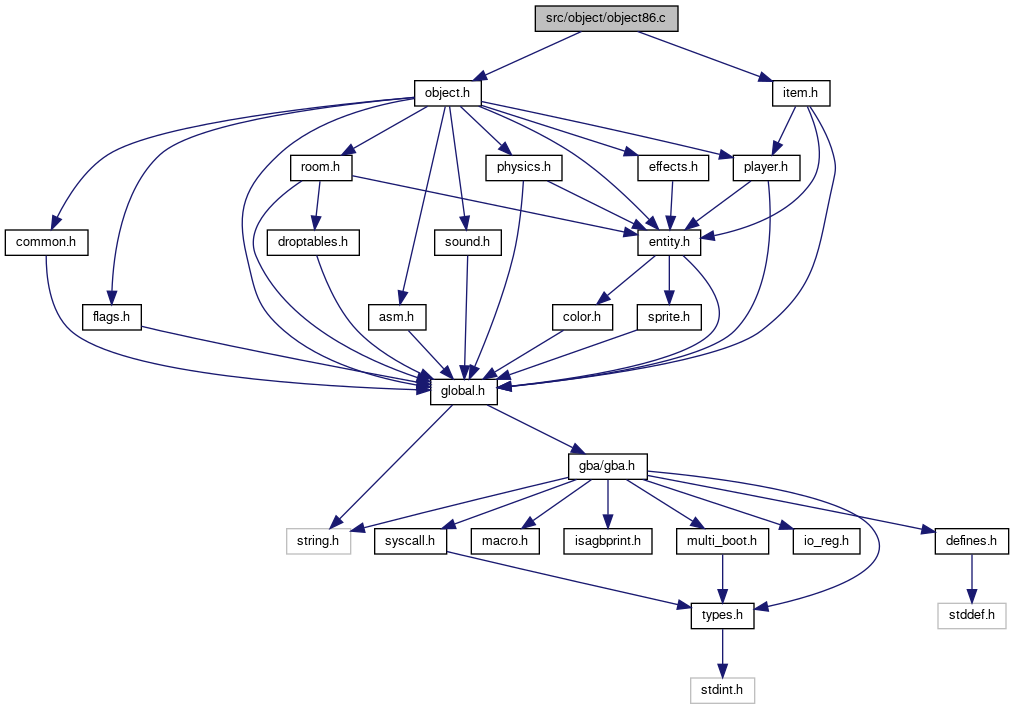 src/object/object86.c
object.h
item.h
room.h
physics.h
effects.h
player.h
common.h
droptables.h
sound.h
entity.h
flags.h
asm.h
color.h
sprite.h
global.h
gba/gba.h
string.h
syscall.h
macro.h
isagbprint.h
multi_boot.h
io_reg.h
defines.h
types.h
stddef.h
stdint.h